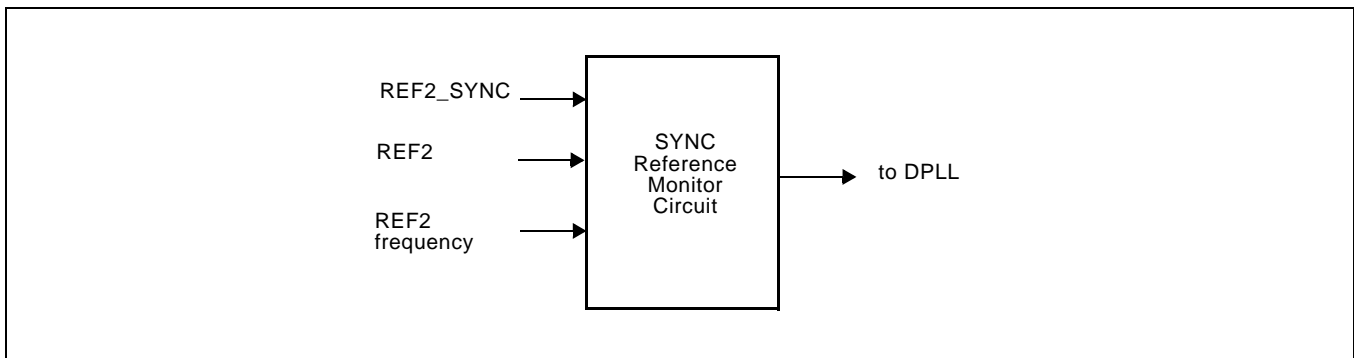 REF2_SYNC
REF2
REF2
frequency
SYNC
Reference
Monitor
Circuit
to DPLL